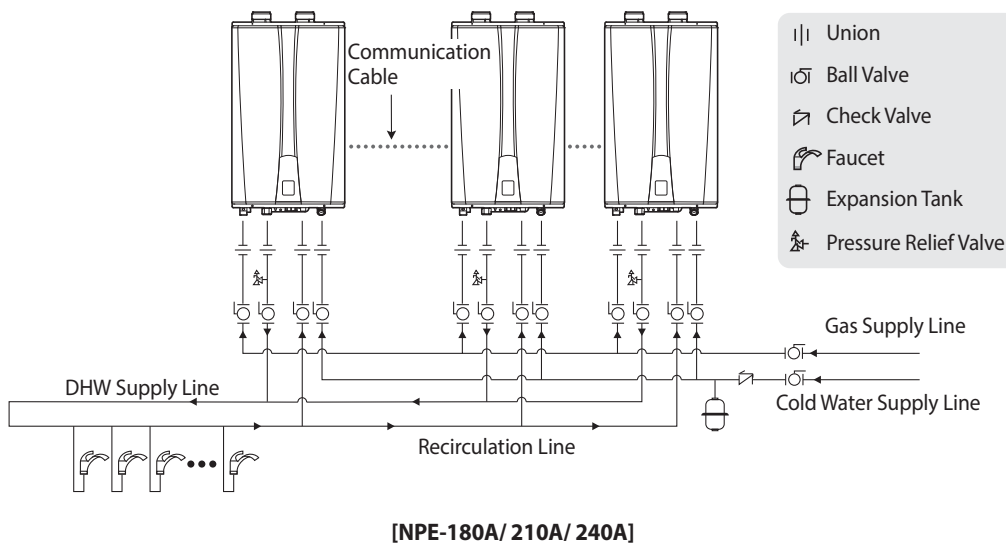 Communication
Cable
Union
Ball Valve
Check Valve
Faucet
Expansion Tank
Pressure Relief Valve
Gas Supply Line
DHW Supply Line
Cold Water Supply Line
Recirculation Line
[NPE-180A/ 210A/ 240A]